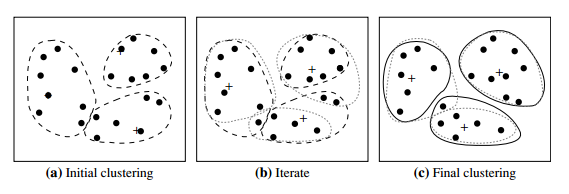 (a) Initial clustering
(b) Iterate
(c) Final clustering